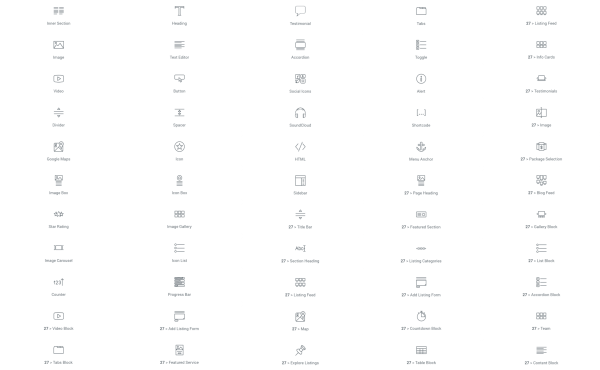 Inner Section
Heading
Testimonial
Tabs
27 > Listing Feed
Image
Text Editor
Accordion
Toggle
27 > Info Cards
Video
Button
Social Icons
Alert
27 > Testimonials
Divider
Spacer
SoundCloud
[...]
Shortcode
27 > Image
Google Maps
Icon
HTML
Menu Anchor
27 > Package Selection
Image Box
Icon Box
Sidebar
27 > Page Heading
27 > Blog Feed
Star Rating
Image Gallery
27 > Title Bar
27 > Featured Section
27 > Gallery Block
Image Carousel
Icon List
Abc
27 > Section Heading
27 > Listing Categories
27 > List Block
123
Counter
Progress Bar
27 > Listing Feed
27 > Add Listing Form
27 > Accordion Block
27 > Video Block
27 > Add Listing Form
27 > Map
27 > Countdown Block
27 > Team
27 > Tabs Block
27 > Featured Service
27 > Explore Listings
27 > Table Block
27 > Content Block